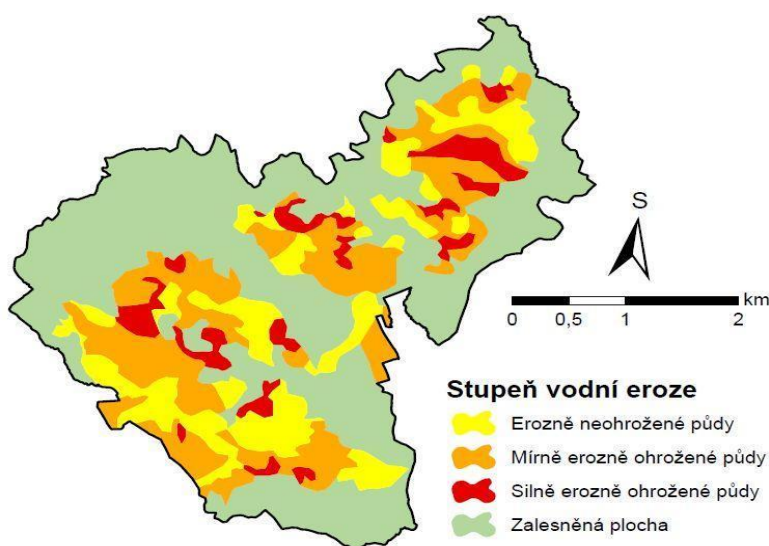 S
km
0 0,5 1 2
Stupeň vodní eroze
Erozně neohrožené půdy
Mírně erozně ohrožené půdy
Silně erozně ohrožené půdy
Zalesněná plocha